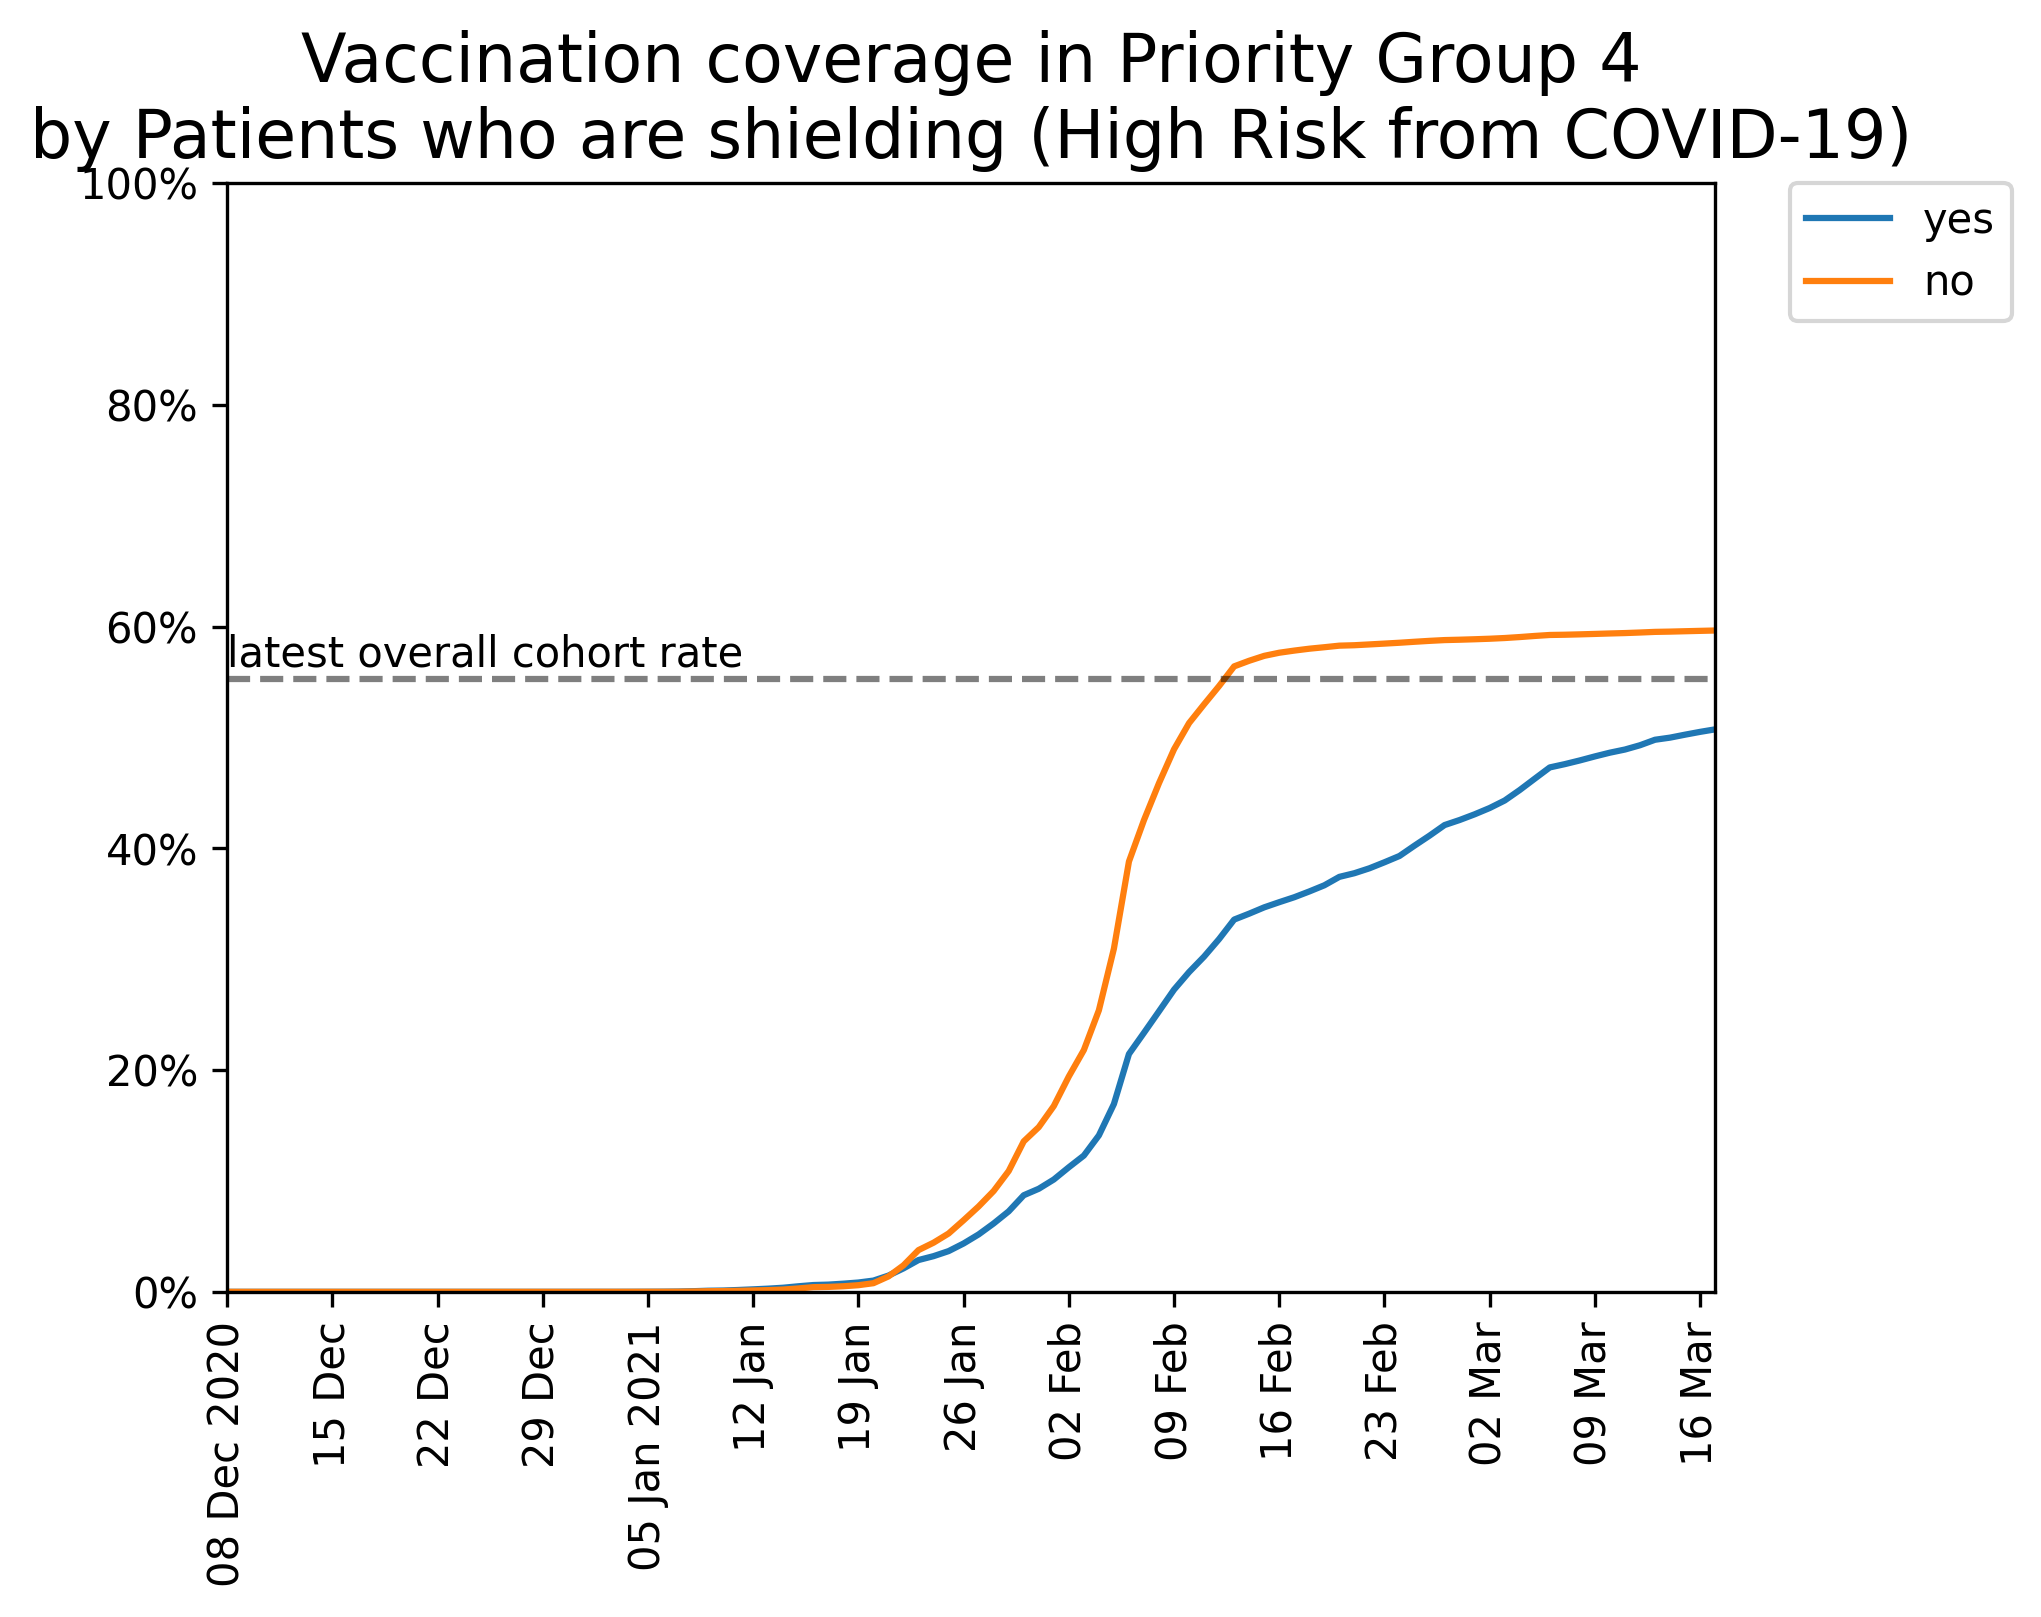 Vaccination coverage in Priority Group 4
by Patients who are shielding (High Risk from COVID-19)
100%
80%
60%
40%
20%
0%
latest overall cohort rate
yes
no
08 Dec 2020
15 Dec
22 Dec
29 Dec
05 Jan 2021
12 Jan
19 Jan
26 Jan
02 Feb
09 Feb
16 Feb
23 Feb
02 Mar
09 Mar
16 Mar